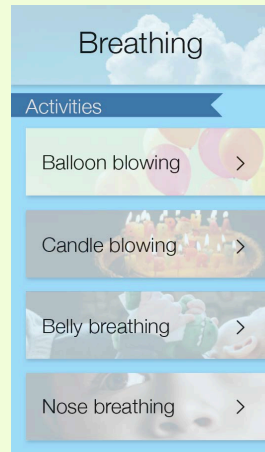 Breathing
Activities
Balloon blowing
Candle blowing
Belly breathing
Nose breathing